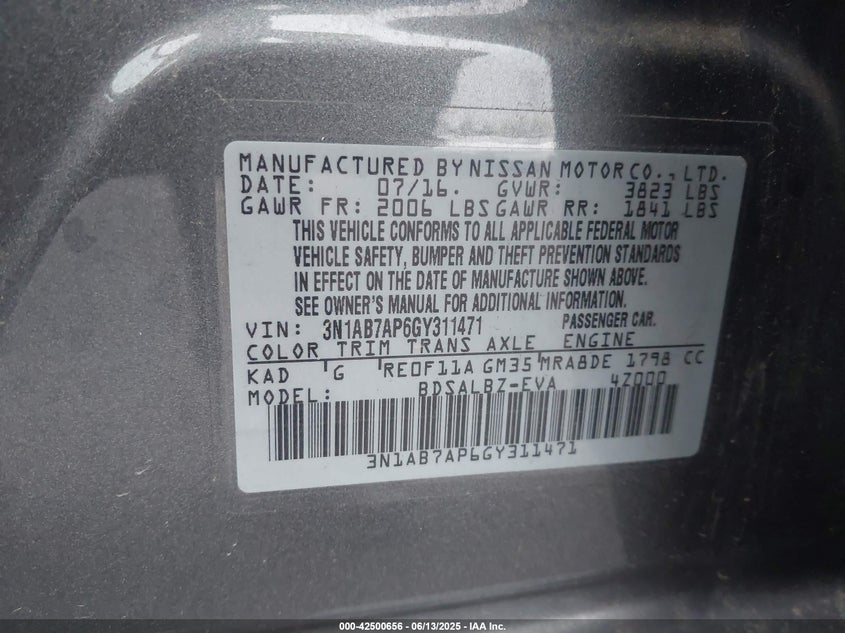 MANUFACTURED BY NISSAN MOTOR CO., LTD.
DATE: 07/16. GVWR: 3823 LBS
GAWR FR: 2006 LBS GAWR RR: 1841 LBS
THIS VEHICLE CONFORMS TO ALL APPLICABLE FEDERAL MOTOR
VEHICLE SAFETY, BUMPER AND THEFT PREVENTION STANDARDS
IN EFFECT ON THE DATE OF MANUFACTURE SHOWN ABOVE.
SEE OWNER'S MANUAL FOR ADDITIONAL INFORMATION.
VIN: 3N1AB7AP6GY311471 PASSENGER CAR.
COLOR TRIM TRANS AXLE ENGINE
KAD G RE0F11A GM35 MRA8DE 1798 CC
MODEL: BDSALBZ-EVA 4Z000
3N1AB7AP6GY311471
000-42500656 - 06/13/2025 - IAA Inc.